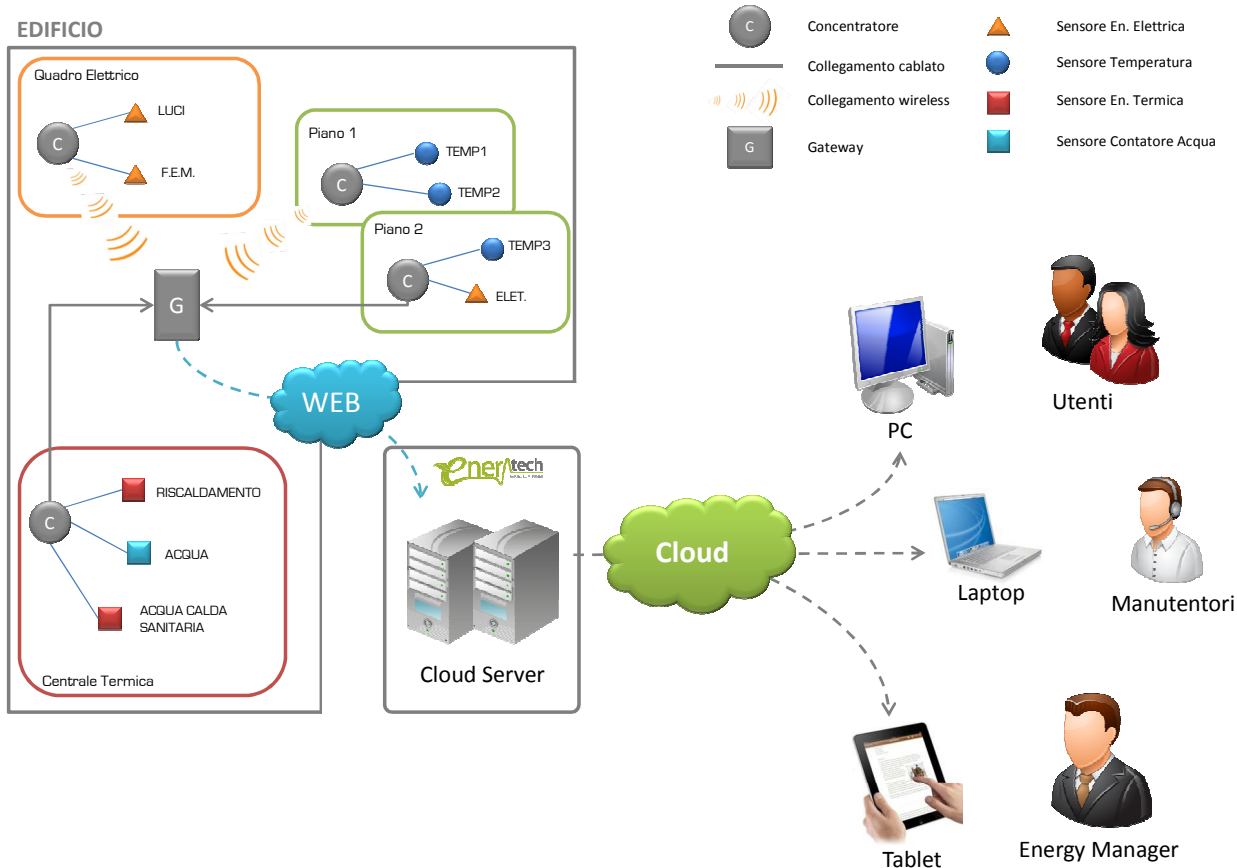 EDIFICIO
Quadro Elettrico
C
LUCI
F.E.M.
Piano 1
C
TEMP1
TEMP2
Piano 2
C
TEMP3
ELET.
G
WEB
C
RISCALDAMENTO
ACQUA
ACQUA CALDA
SANITARIA
Centrale Termica
enertech
Cloud Server
Cloud
C
Concentratore
Collegamento cablato
Collegamento wireless
G
Gateway
Sensore En. Elettrica
Sensore Temperatura
Sensore En. Termica
Sensore Contatore Acqua
PC
Utenti
Laptop
Manutentori
Tablet
Energy Manager